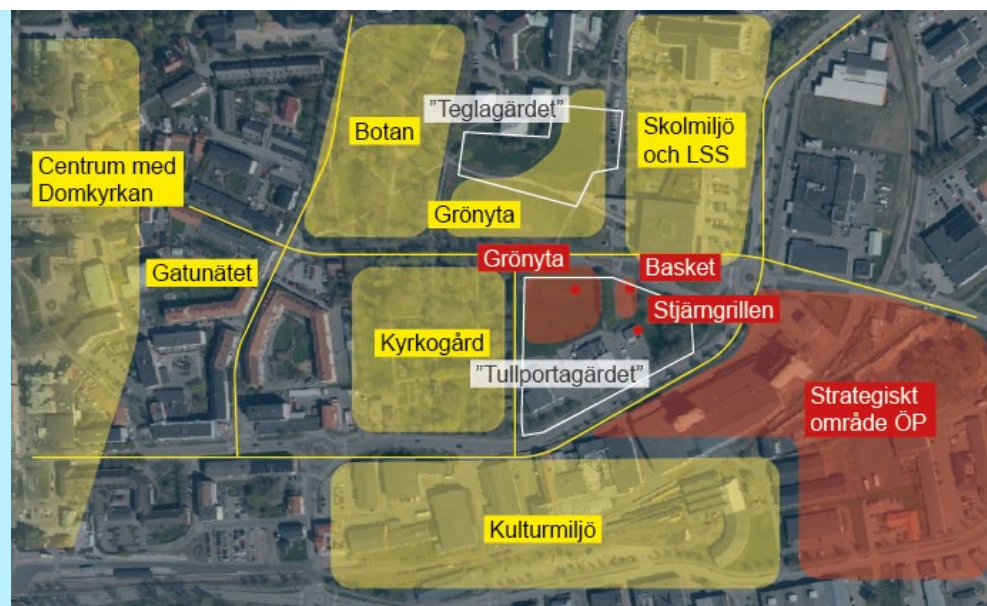 "Teglagärdet"
Botan
Skolmiljö
och LSS
Centrum med
Domkyrkan
Grönyta
Gatunätet
Grönyta
Basket
Stjärngrillen
Kyrkogård
"Tullportagärdet"
Strategiskt
område ÖP
Kulturmiljö